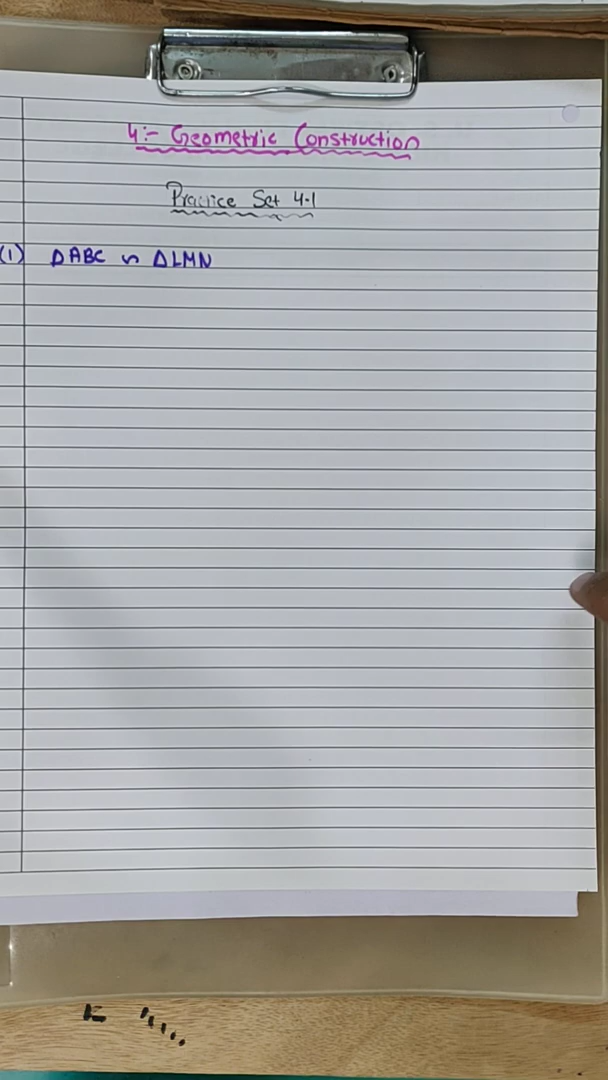 4:- Geometric Construction
Practice Set 4.1
(1) ΔABC ∽ ΔLMN